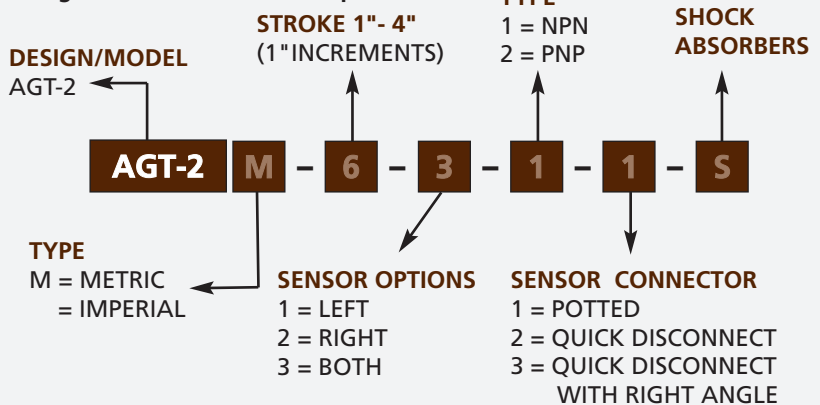 STROKE 1"- 4"
(1"INCREMENTS)
TYPE
1 = NPN
2 = PNP
SHOCK
ABSORBERS
DESIGN/MODEL
AGT-2
AGT-2 M - 6 - 3 - 1 - 1 - S
TYPE
M = METRIC
= IMPERIAL
SENSOR OPTIONS
1 = LEFT
2 = RIGHT
3 = BOTH
SENSOR CONNECTOR
1 = POTTED
2 = QUICK DISCONNECT
3 = QUICK DISCONNECT
WITH RIGHT ANGLE